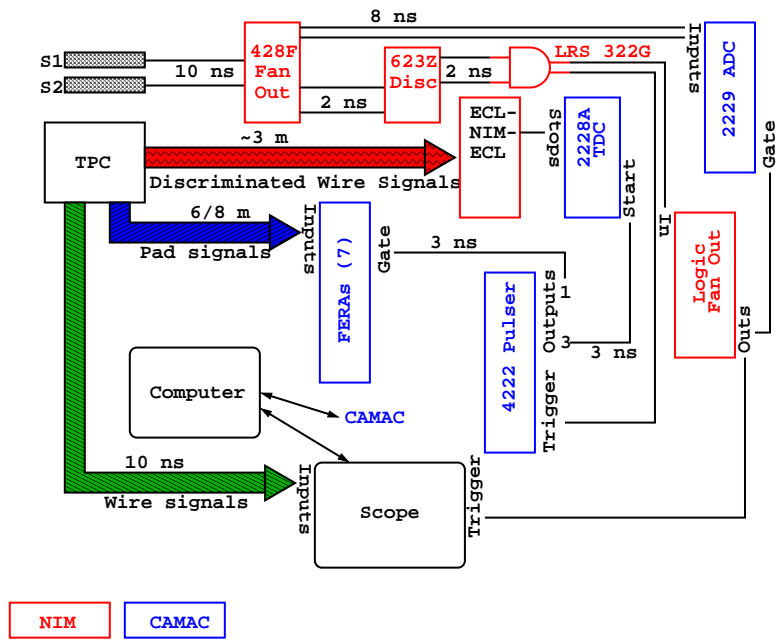 8 ns
S1
S2
10 ns
428F
Fan
Out
2 ns
623Z
Disc
2 ns
LRS 322G
Inputs
2229 ADC
Gate
TPC
~3 m
Discriminated Wire Signals
ECL-
NIM-
ECL
Stops
2228A
TDC
Start
In
6/8 m
Pad signals
Inputs
FERAs (7)
Gate
3 ns
4222 Pulser
Outputs
1
3
3 ns
Trigger
Logic
Fan Out
Outs
Computer
CAMAC
10 ns
Wire signals
Inputs
Scope
Trigger
NIM
CAMAC